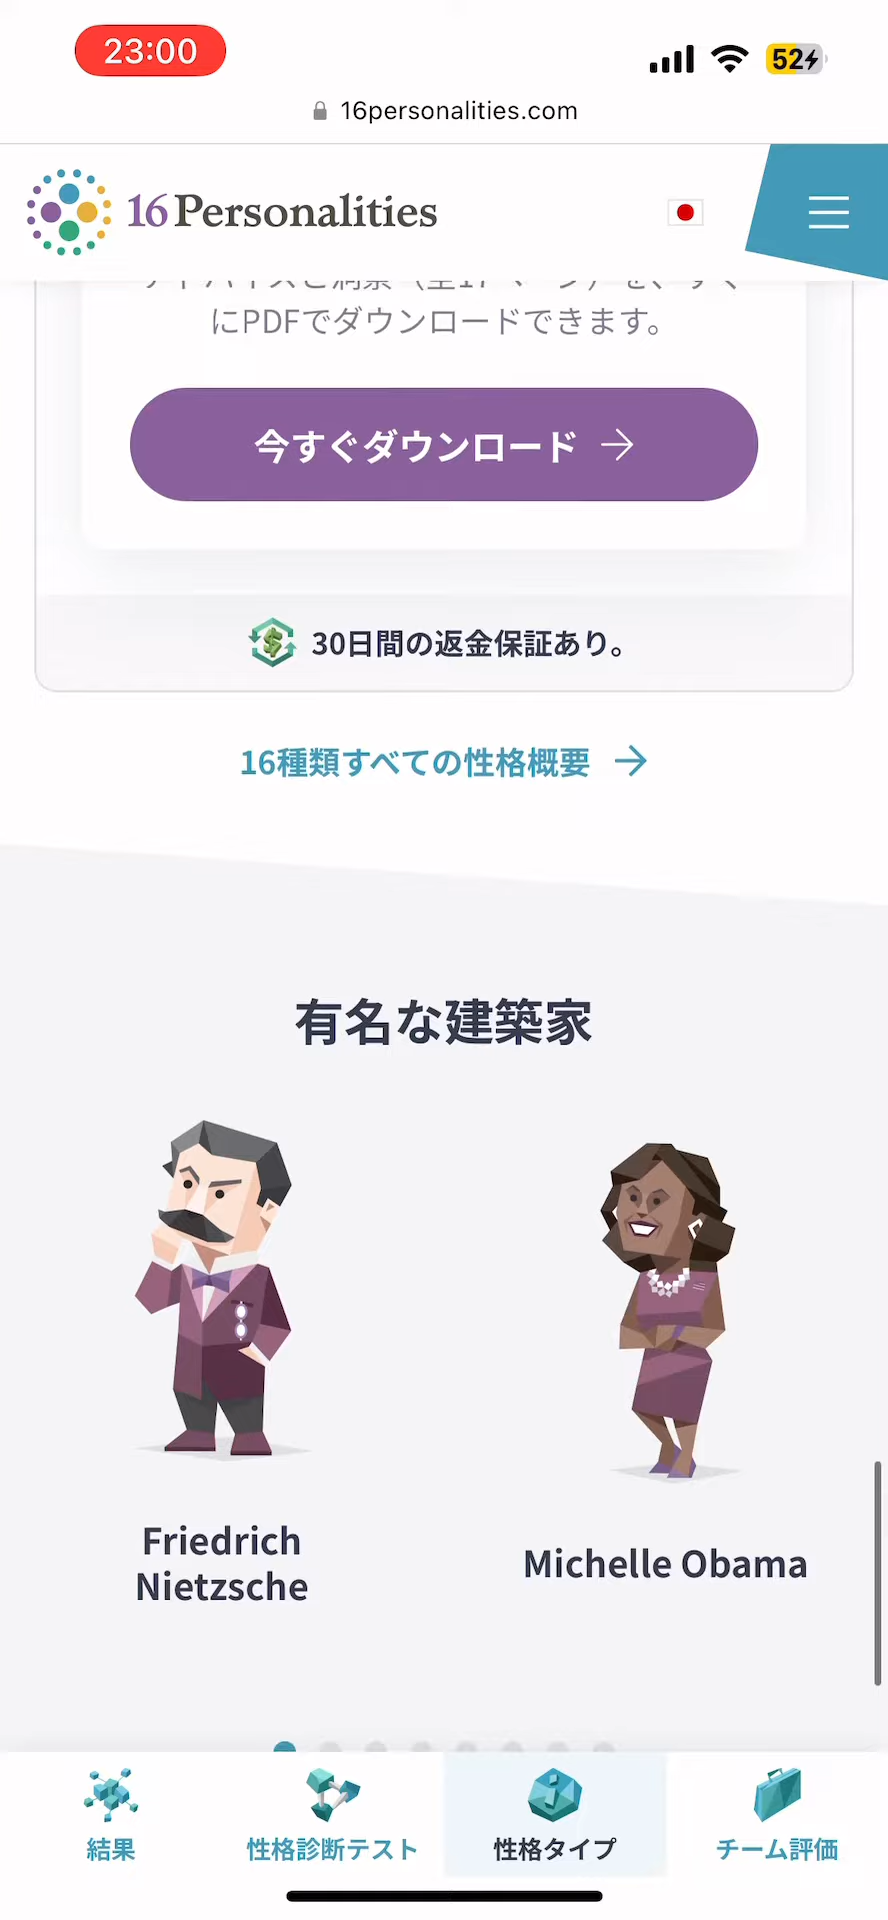 23:00
52
16personalities.com
16Personalities
にPDFでダウンロードできます。
今すぐダウンロード →
30日間の返金保証あり。
16種類すべての性格概要 →
有名な建築家
Friedrich
Nietzsche
Michelle Obama
結果
性格診断テスト
性格タイプ
チーム評価